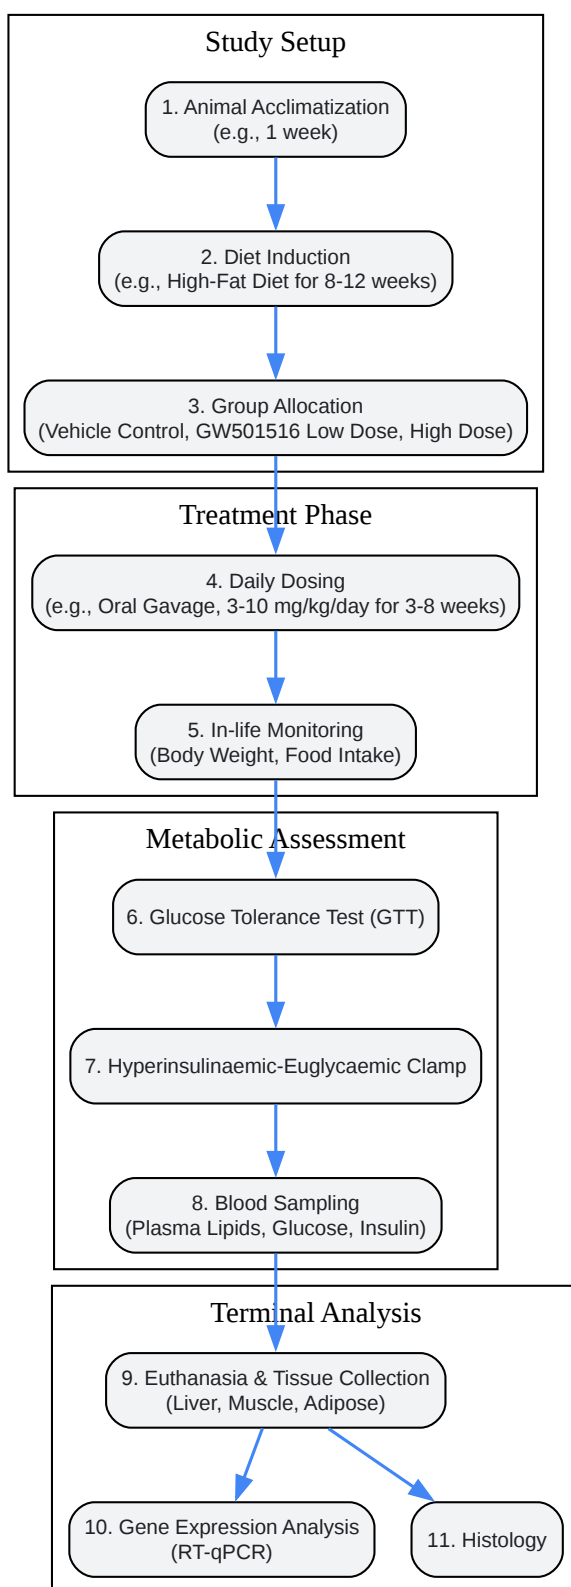 Study Setup
1. Animal Acclimatization
(e.g., 1 week)
2. Diet Induction
(e.g., High-Fat Diet for 8-12 weeks)
3. Group Allocation
(Vehicle Control, GW501516 Low Dose, High Dose)
Treatment Phase
4. Daily Dosing
(e.g., Oral Gavage, 3-10 mg/kg/day for 3-8 weeks)
5. In-life Monitoring
(Body Weight, Food Intake)
Metabolic Assessment
6. Glucose Tolerance Test (GTT)
7. Hyperinsulinaemic-Euglycaemic Clamp
8. Blood Sampling
(Plasma Lipids, Glucose, Insulin)
Terminal Analysis
9. Euthanasia & Tissue Collection
(Liver, Muscle, Adipose)
10. Gene Expression Analysis
(RT-qPCR)
11. Histology